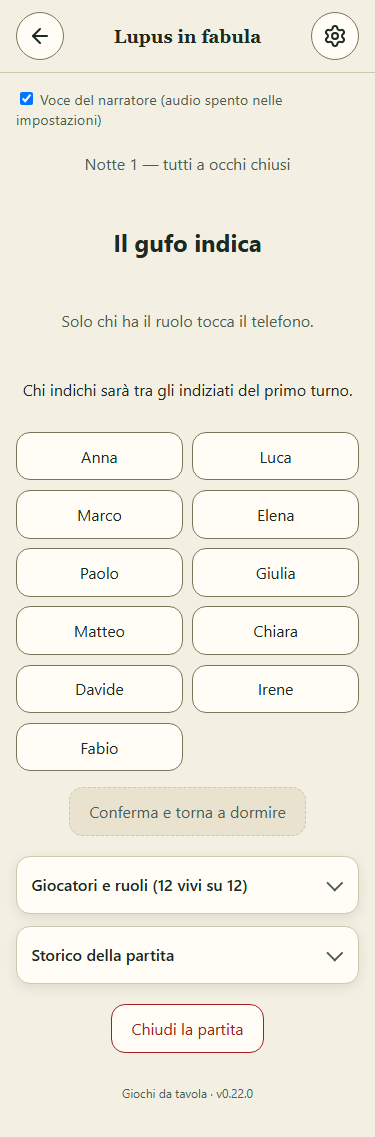 Lupus in fabula
Voce del narratore (audio spento nelle
impostazioni)
Notte 1 — tutti a occhi chiusi
Il gufo indica
Solo chi ha il ruolo tocca il telefono.
Chi indichi sarà tra gli indiziati del primo turno.
Anna
Luca
Marco
Elena
Paolo
Giulia
Matteo
Chiara
Davide
Irene
Fabio
Conferma e torna a dormire
Giocatori e ruoli (12 vivi su 12)
Storico della partita
Chiudi la partita
Giochi da tavola · v0.22.0